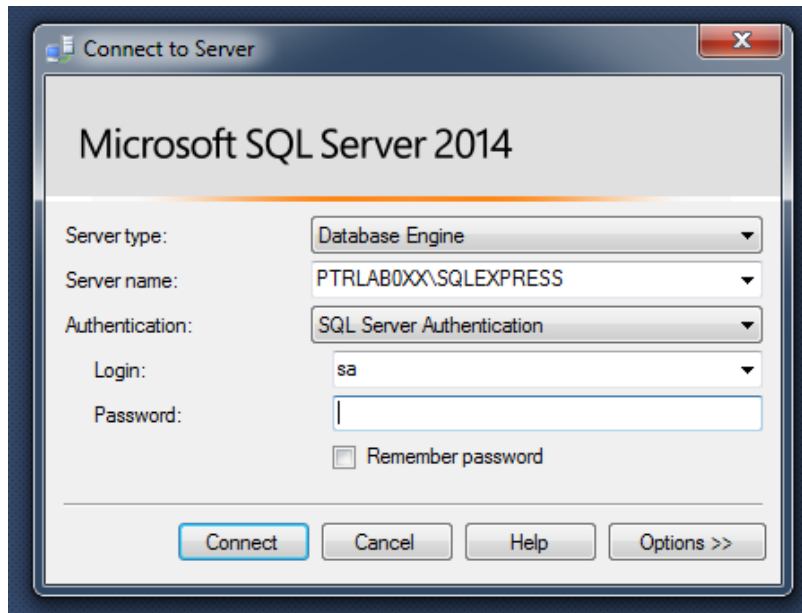 Connect to Server
Microsoft SQL Server 2014
Server type: Database Engine
Server name: PTRLAB0XX\SQLEXPRESS
Authentication: SQL Server Authentication
Login: sa
Password:
Remember password
Connect Cancel Help Options >>